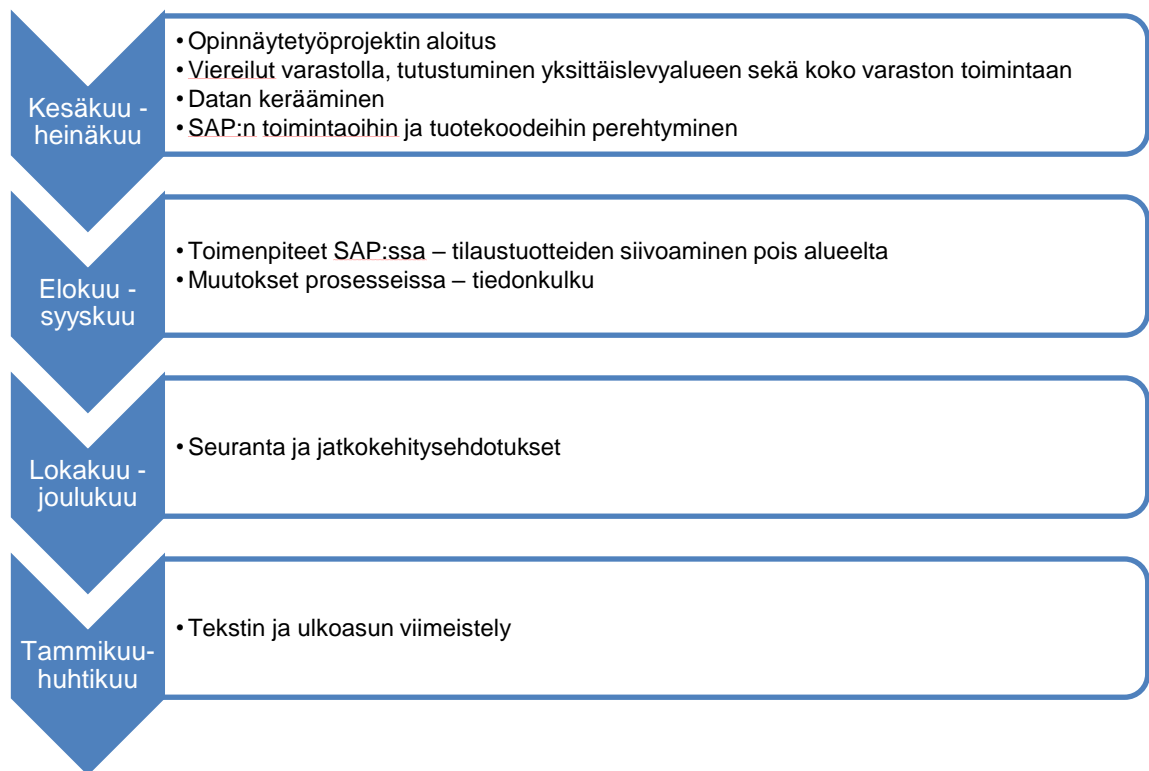 Kesäkuu -
heinäkuu
• Opinnäytetyöprojektin aloitus
• Viereilut varastolla, tutustuminen yksittäislevyalueen sekä koko varaston toimintaan
• Datan kerääminen
• SAP:n toimintaoihin ja tuotekoodeihin perehtyminen
Elokuu -
syyskuu
• Toimenpiteet SAP:ssa – tilaustuotteiden siivoaminen pois alueelta
• Muutokset prosesseissa – tiedonkulku
Lokakuu -
joulukuu
• Seuranta ja jatkokehitysehdotukset
Tammikuu-
huhtikuu
• Tekstin ja ulkoasun viimeistely